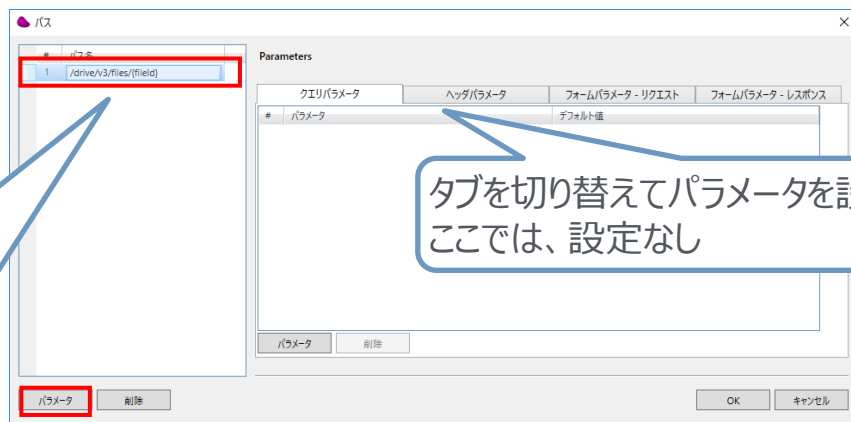 パス
# パス名
1 /drive/v3/files/{fileId}
Parameters
クエリパラメータ ヘッダパラメータ フォームパラメータ - リクエスト フォームパラメータ - レスポンス
# パラメータ デフォルト値
タブを切り替えてパラメータを設
ここでは、設定なし
パラメータ 削除
パラメータ 削除 OK キャンセル